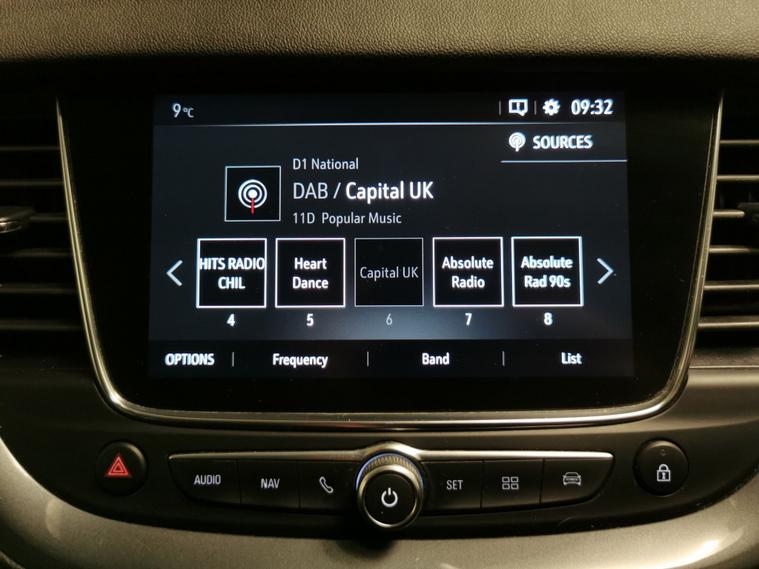 9°C
09:32
SOURCES
D1 National
DAB / Capital UK
11D Popular Music
HITS RADIO
CHIL
Heart
Dance
Capital UK
Absolute
Radio
Absolute
Rad 90s
4 5 6 7 8
OPTIONS Frequency Band List
AUDIO NAV SET